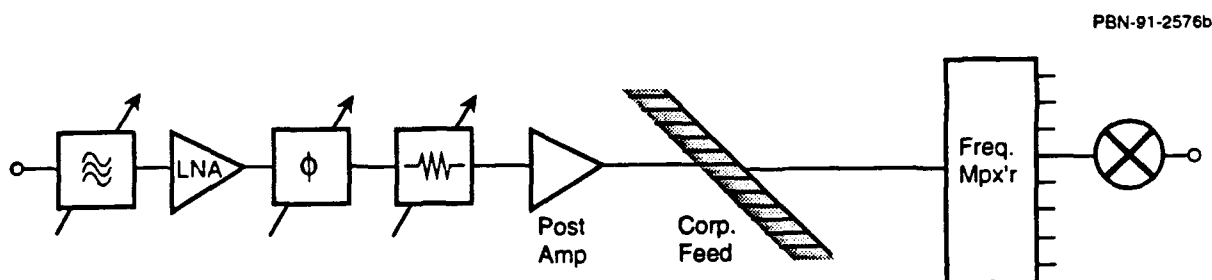 PBN-91-2576b
LNA
ϕ
Freq.
Mpx'r
Post
Amp
Corp.
Feed